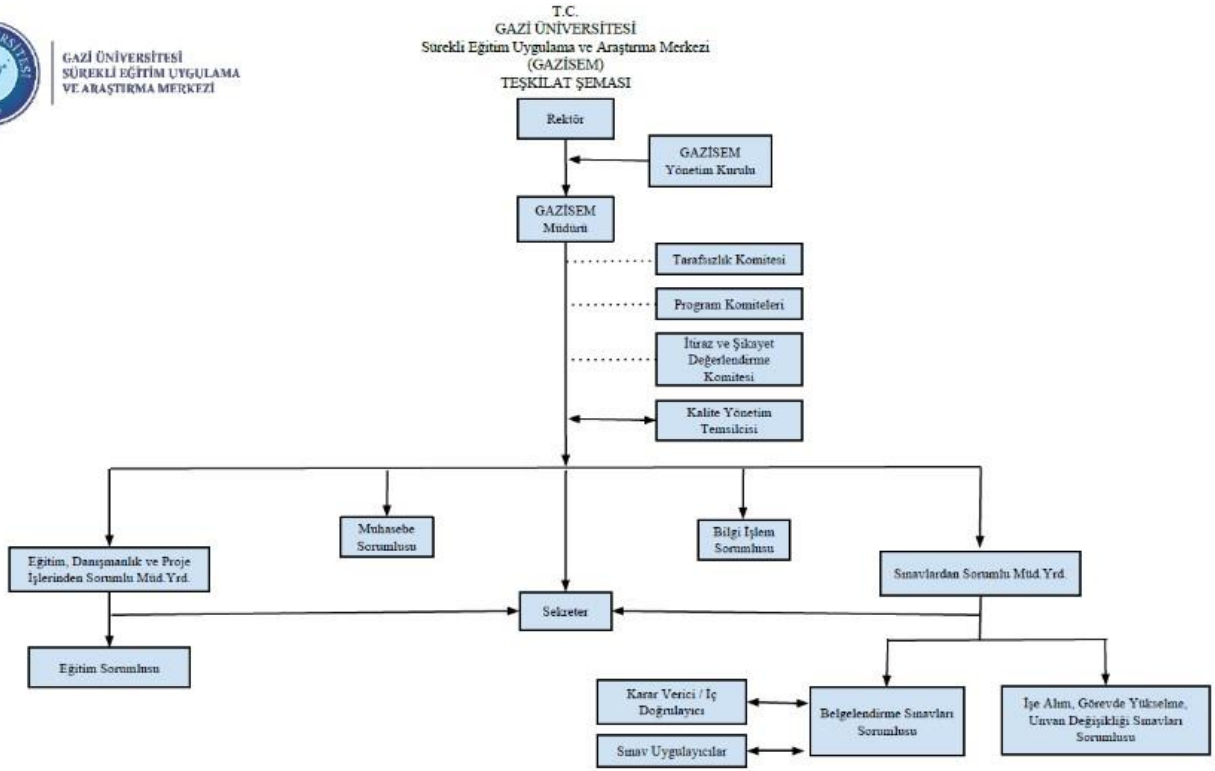 GAZİ ÜNİVERSİTESİ
SÜREKLİ EĞİTİM UYGULAMA
VE ARAŞTIRMA MERKEZİ
T.C.
GAZİ ÜNİVERSİTESİ
Sürekli Eğitim Uygulama ve Araştırma Merkezi
(GAZİSEM)
TEŞKİLAT ŞEMASI
Rektör
GAZİSEM
Yönetim Kurulu
GAZİSEM
Müdürü
Tarafsızlık Komitesi
Program Komiteleri
İtiraz ve Şikayet
Değerlendirme
Komitesi
Kalite Yönetim
Temsilcisi
Eğitim, Danışmanlık ve Proje
İşlerinden Sorumlu Müd.Yrd.
Muhasebe
Sorumlusu
Bilgi İşlem
Sorumlusu
Sınavlardan Sorumlu Müd.Yrd.
Sekreter
Eğitim Sorumlusu
Karar Verici / İç
Doğrulayıcı
Sınav Uygulayıcılar
Belgelendirme Sınavları
Sorumlusu
İşe Alım, Görevde Yükselme,
Unvan Değişikliği Sınavları
Sorumlusu